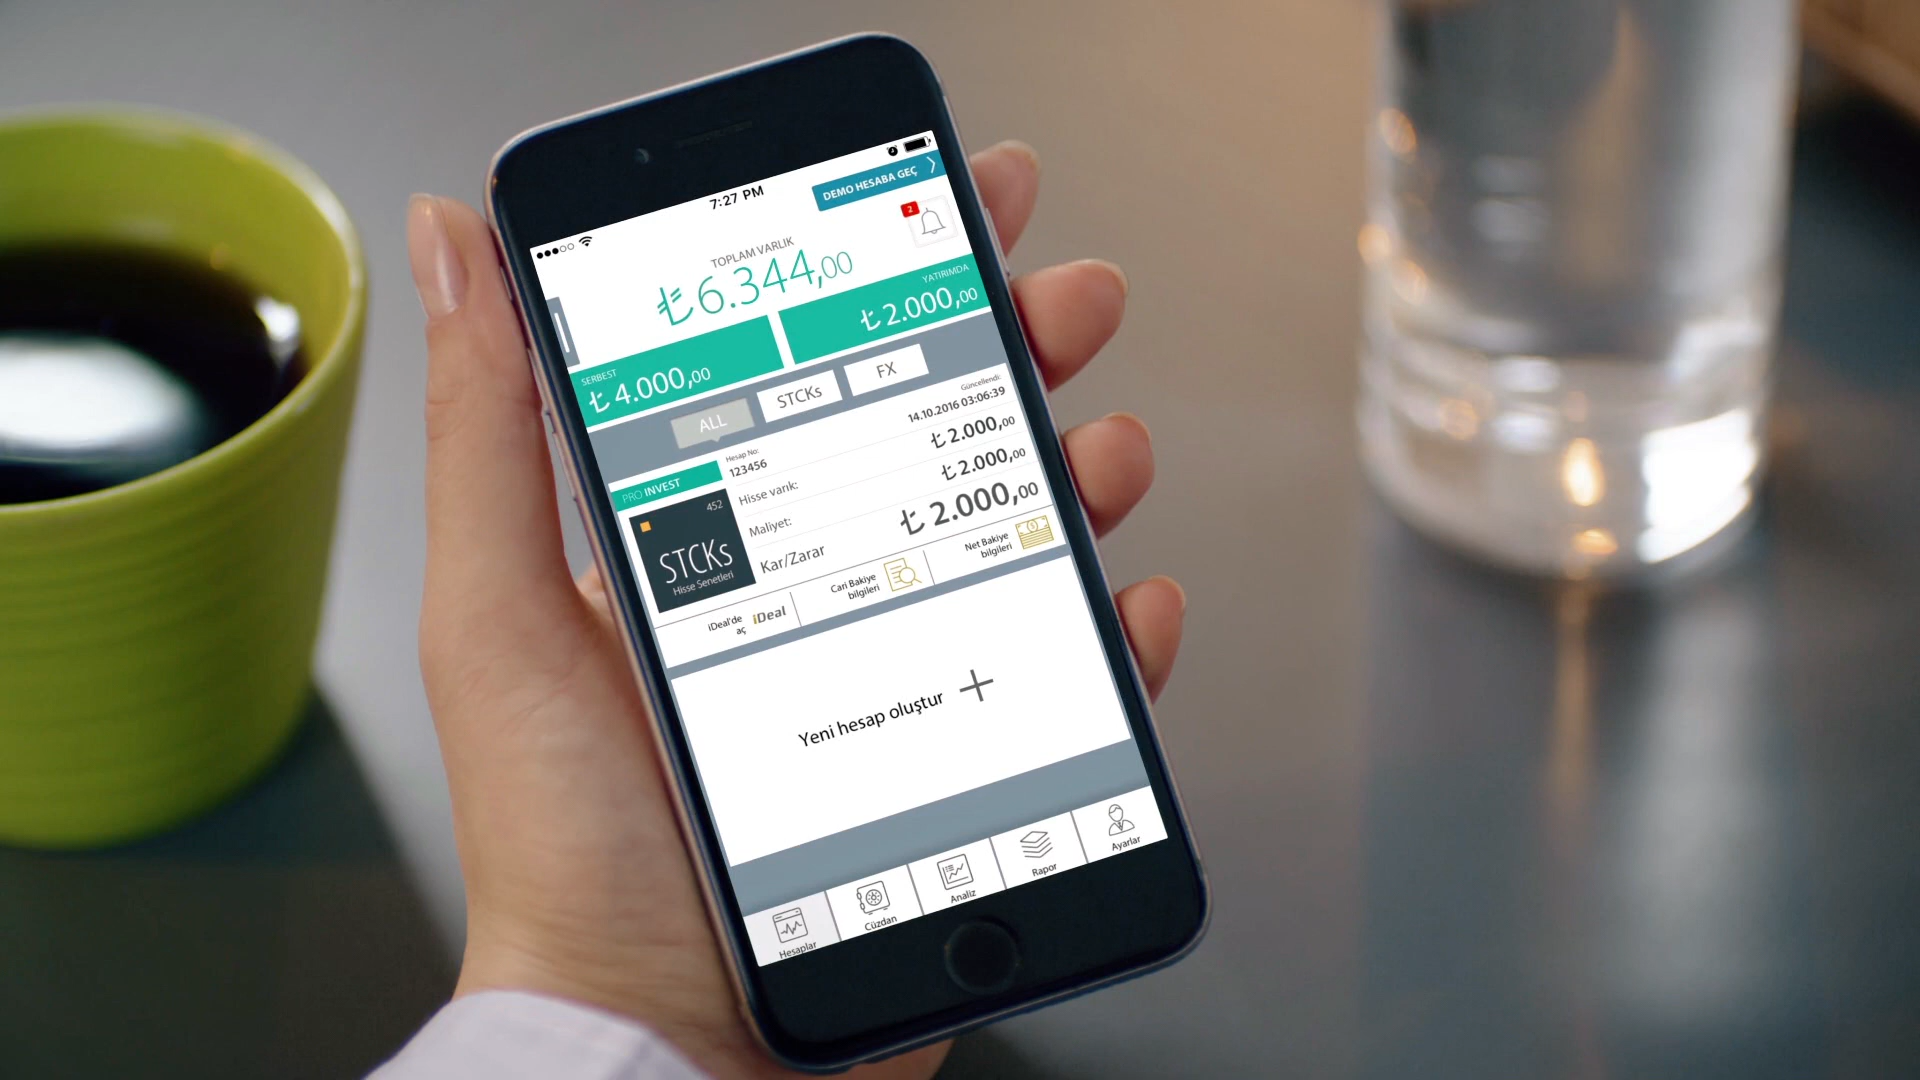 7:27 PM
DEMO HESABA GEÇ
2
TOPLAM VARLIK
₺6.344,00
SERBEST
₺4.000,00
YATIRIMDA
₺2.000,00
ALL
STCKs
FX
PRO INVEST
Hesap No:
123456
Güncellendi:
14.10.2016 03:06:39
452
STCKs
Hisse Senetleri
Hisse varık:
₺2.000,00
Maliyet:
₺2.000,00
Kar/Zarar
₺2.000,00
iDeal'de
aç
iDeal
Cari Bakiye
bilgileri
Net Bakiye
bilgileri
Yeni hesap oluştur
Hesaplar
Cüzdan
Analiz
Rapor
Ayarlar